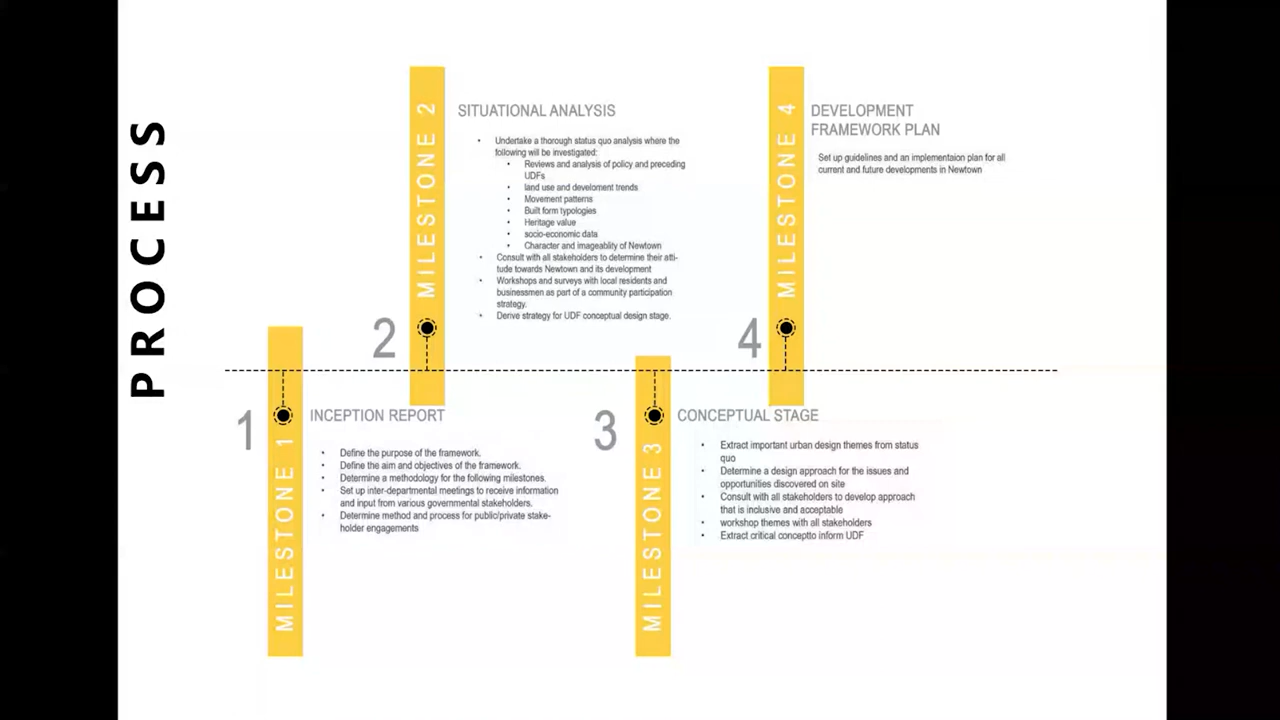 PROCESS
1
MILESTONE 1
INCEPTION REPORT
• Define the purpose of the framework.
• Define the aim and objectives of the framework.
• Determine a methodology for the following milestones.
• Set up inter-departmental meetings to receive information
and input from various governmental stakeholders.
• Determine method and process for public/private stake-
holder engagements
2
MILESTONE 2
SITUATIONAL ANALYSIS
• Undertake a thorough status quo analysis where the
following will be investigated:
• Reviews and analysis of policy and preceding
UDFs
• land use and develoment trends
• Movement patterns
• Built form typologies
• Heritage value
• socio-economic data
• Character and imageablity of Newtown
• Consult with all stakeholders to determine their atti-
tude towards Newtown and its development
• Workshops and surveys with local residents and
businessmen as part of a community participation
strategy.
• Derive strategy for UDF conceptual design stage.
3
MILESTONE 3
CONCEPTUAL STAGE
• Extract important urban design themes from status
quo
• Determine a design approach for the issues and
opportunities discovered on site
• Consult with all stakeholders to develop approach
that is inclusive and acceptable
• workshop themes with all stakeholders
• Extract critical conceptto inform UDF
4
MILESTONE 4
DEVELOPMENT
FRAMEWORK PLAN
Set up guidelines and an implementaion plan for all
current and future developments in Newtown